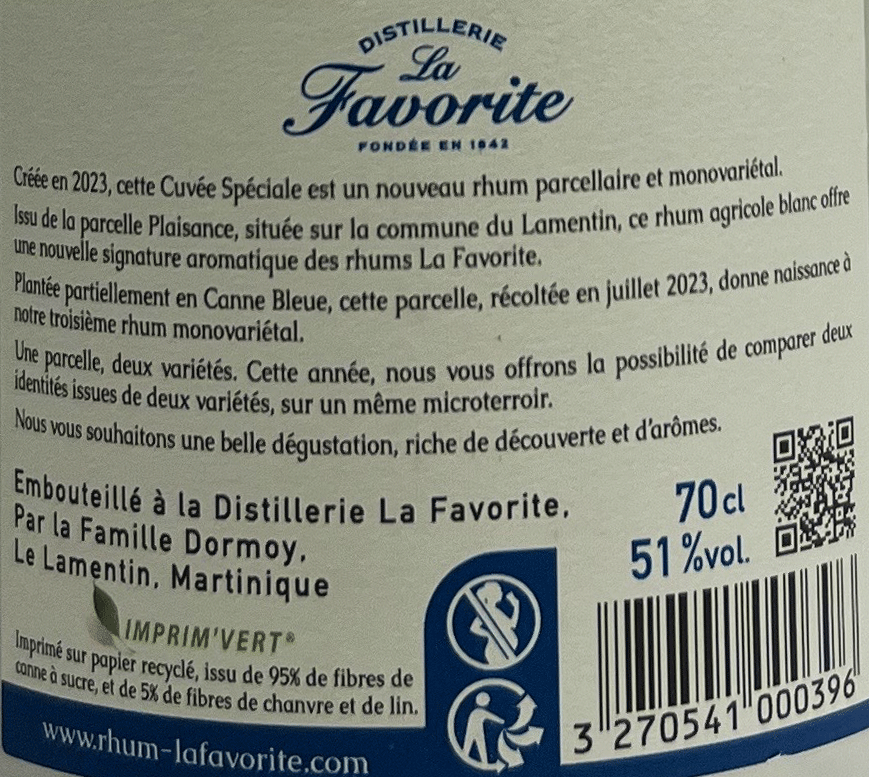 DISTILLERIE
La
Favorite
FONDÉE EN 1842
Créée en 2023, cette Cuvée Spéciale est un nouveau rhum parcellaire et monovariétal.
Issu de la parcelle Plaisance, située sur la commune du Lamentin, ce rhum agricole blanc offre
une nouvelle signature aromatique des rhums La Favorite.
Plantée partiellement en Canne Bleue, cette parcelle, récoltée en juillet 2023, donne naissance à
notre troisième rhum monovariétal.
Une parcelle, deux variétés. Cette année, nous vous offrons la possibilité de comparer deux
identités issues de deux variétés, sur un même microterroir.
Nous vous souhaitons une belle dégustation, riche de découverte et d'arômes.
Embouteillé à la Distillerie La Favorite,
Par la Famille Dormoy,
Le Lamentin, Martinique
70 cl
51 %vol.
IMPRIM'VERT®
Imprimé sur papier recyclé, issu de 95% de fibres de
canne à sucre, et de 5% de fibres de chanvre et de lin.
www.rhum-lafavorite.com
3 270541 000396